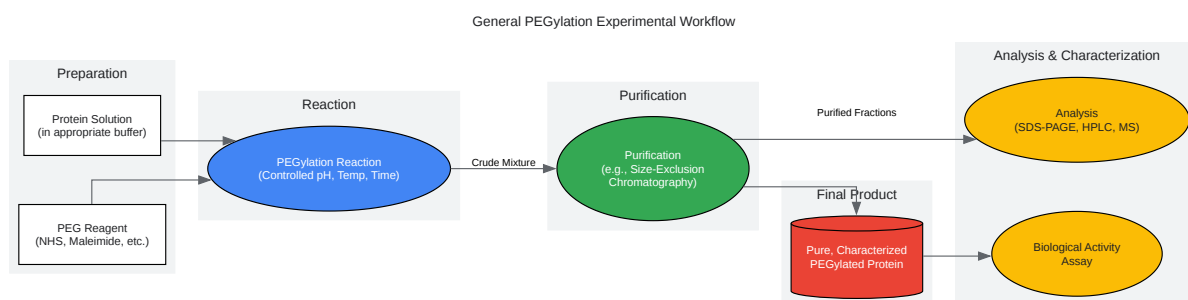 General PEGylation Experimental Workflow
Preparation
Protein Solution
(in appropriate buffer)
PEG Reagent
(NHS, Maleimide, etc.)
Reaction
PEGylation Reaction
(Controlled pH, Temp, Time)
Crude Mixture
Purification
Purification
(e.g., Size-Exclusion
Chromatography)
Purified Fractions
Final Product
Pure, Characterized
PEGylated Protein
Analysis & Characterization
Analysis
(SDS-PAGE, HPLC, MS)
Biological Activity
Assay